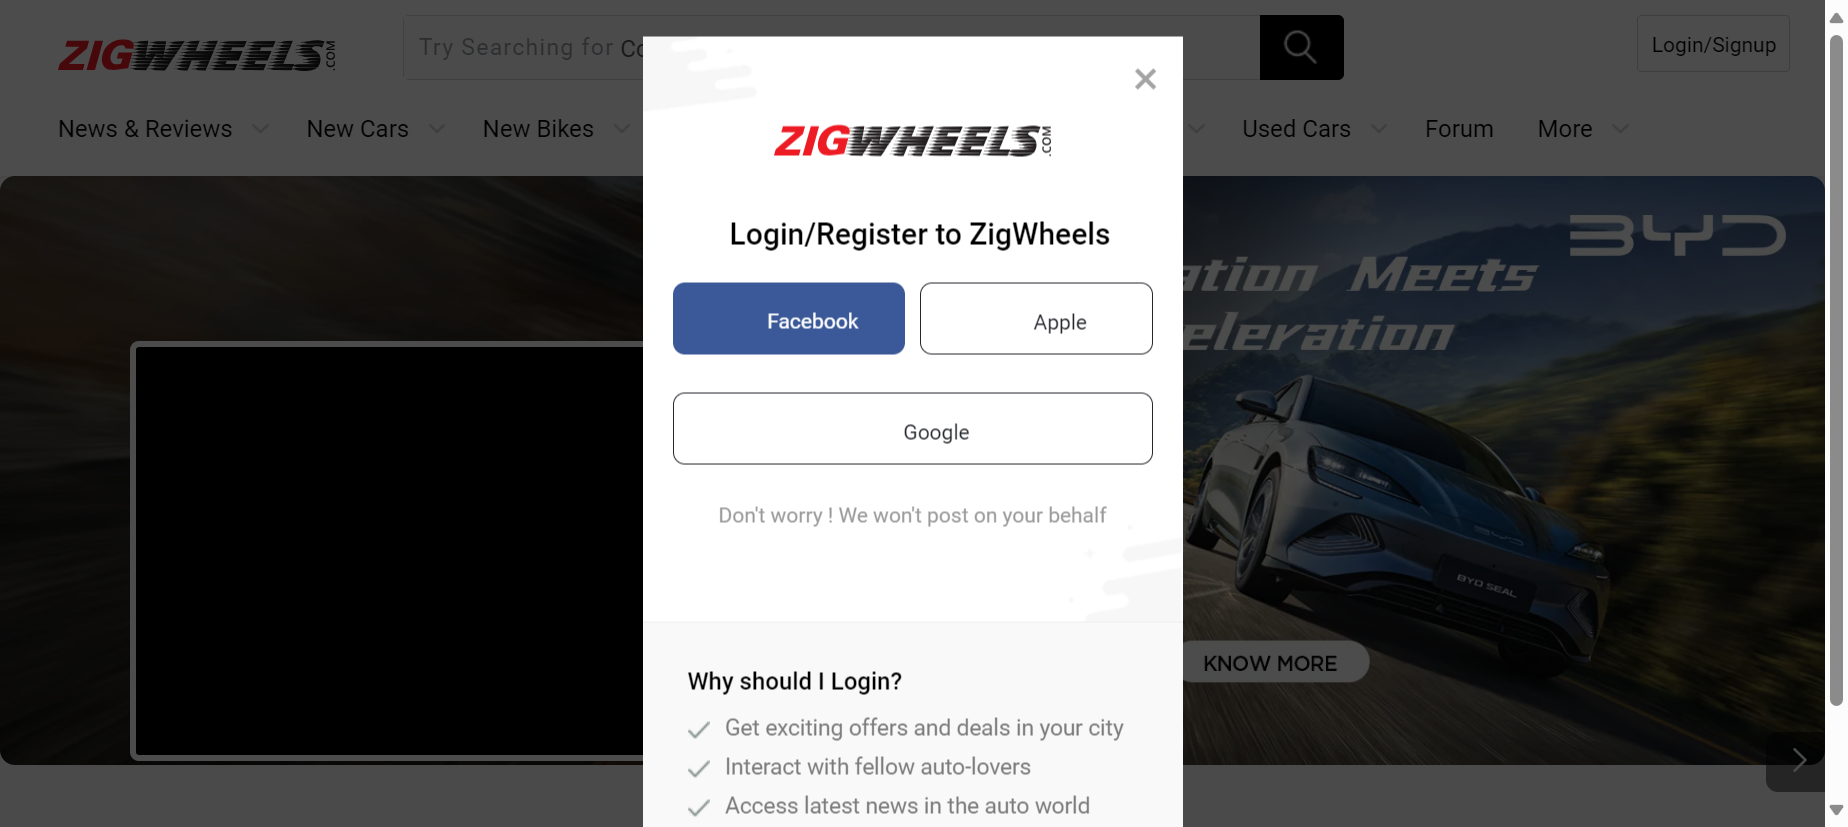 ZIGWHEELS.COM
Try Searching for Co
Login/Signup
News & Reviews
New Cars
New Bikes
Used Cars
Forum
More
ZIGWHEELS.COM
Login/Register to ZigWheels
Facebook
Apple
Google
Don't worry ! We won't post on your behalf
Why should I Login?
Get exciting offers and deals in your city
Interact with fellow auto-lovers
Access latest news in the auto world
BYD
ation Meets
eleration
BYD
BYD SEAL
KNOW MORE